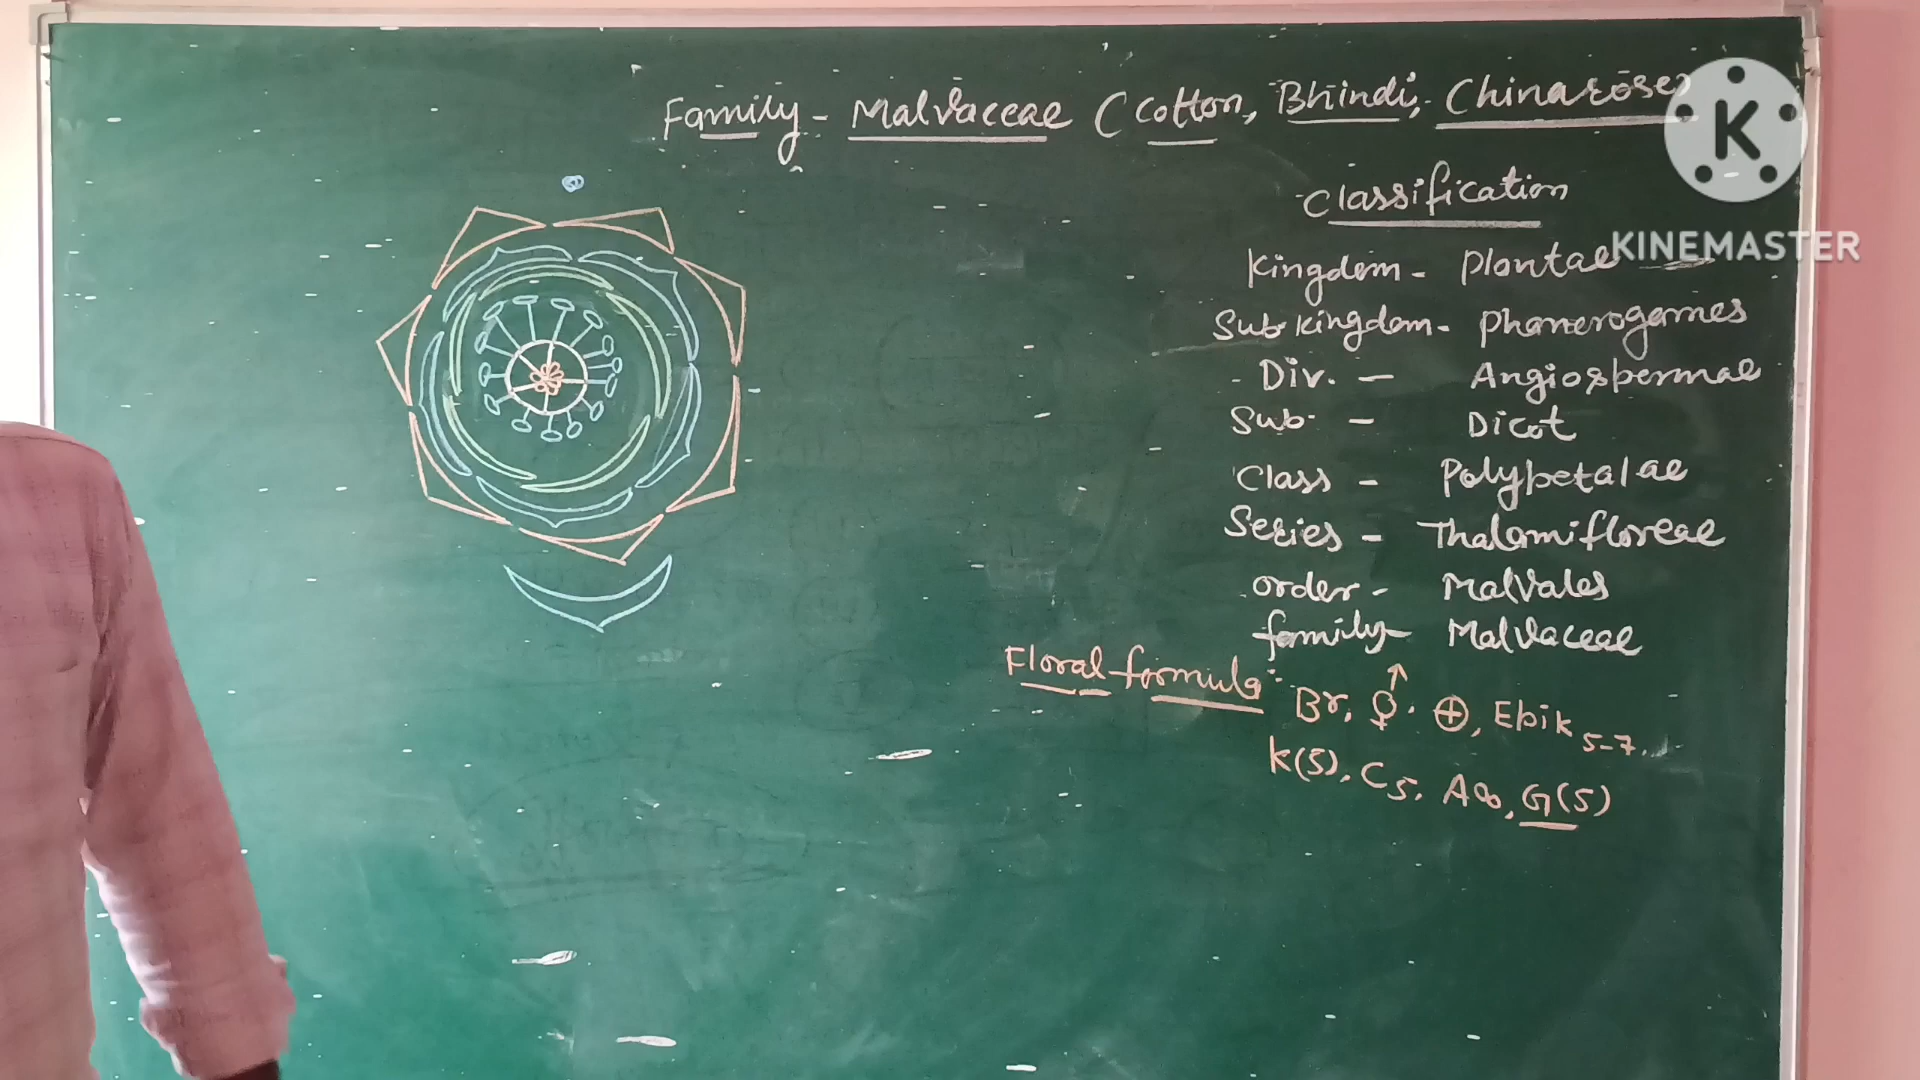 Family - Malvaceae (Cotton, Bhindi, Chinarose)
K
KINEMASTER
Classification
Kingdom - Plantae
Sub-kingdom - Phanerogames
Div. - Angiospermae
Sub. - Dicot
Class - Polypetalae
Series - Thalamifloreae
order - Malvales
family - Malvaceae
Floral formula :- Br, ⚥, ⊕, Epik 5-7,
K(5), C5, A∞, G(5)